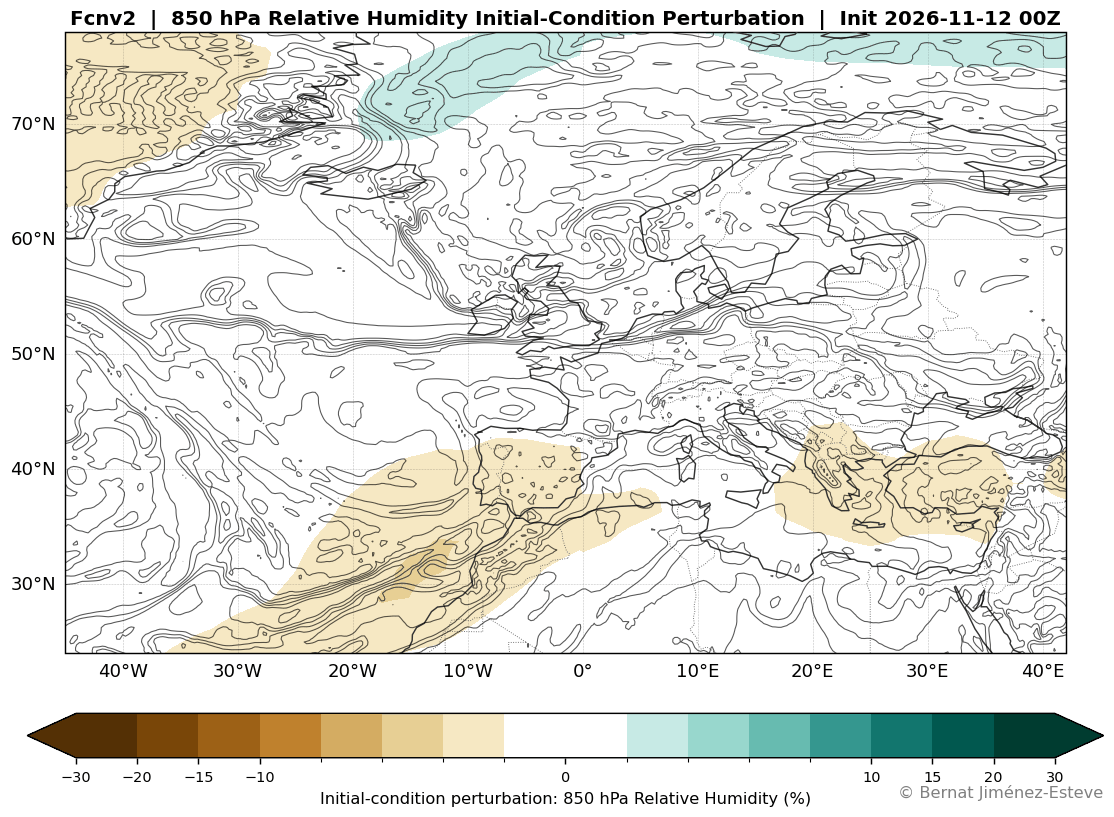 Fcnv2 | 850 hPa Relative Humidity Initial-Condition Perturbation | Init 2026-11-12 00Z
70°N
60°N
50°N
40°N
30°N
40°W 30°W 20°W 10°W 0° 10°E 20°E 30°E 40°E
−30 −20 −15 −10 0 10 15 20 30
Initial-condition perturbation: 850 hPa Relative Humidity (%)
© Bernat Jiménez-Esteve